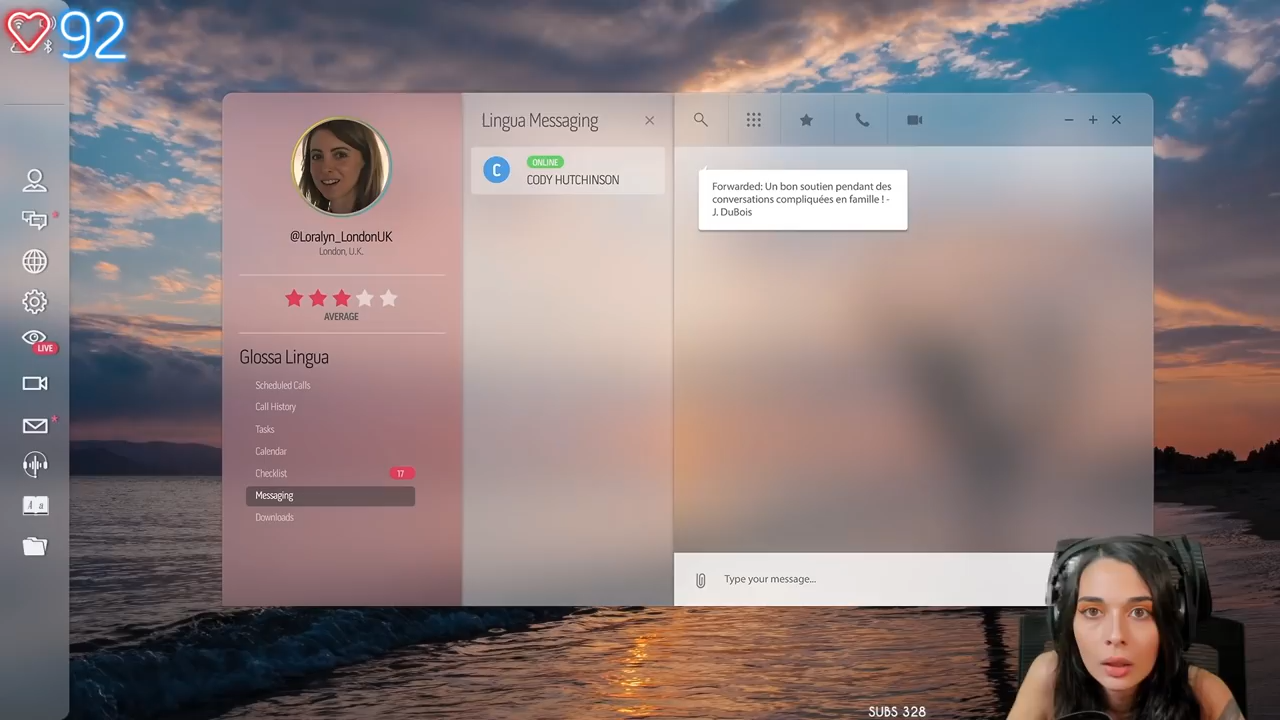 92
LIVE
Aa
@Loralyn_LondonUK
London, U.K.
AVERAGE
Glossa Lingua
Scheduled Calls
Call History
Tasks
Calendar
Checklist 17
Messaging
Downloads
Lingua Messaging
C
ONLINE
CODY HUTCHINSON
Forwarded: Un bon soutien pendant des
conversations compliquées en famille ! -
J. DuBois
Type your message...
SUBS 328